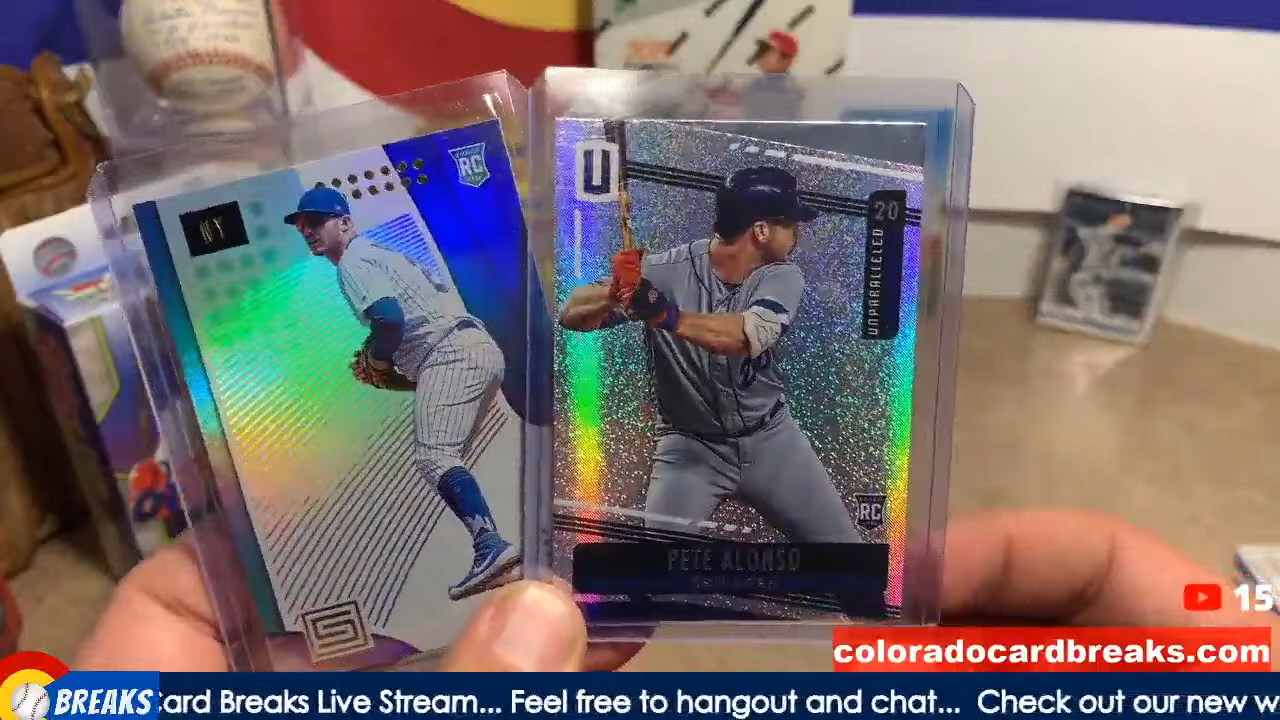 NY
RC
U
20
UNPARALLELED
RC
PETE ALONSO
S
15
coloradocardbreaks.com
BREAKS
Card Breaks Live Stream... Feel free to hangout and chat... Check out our new w